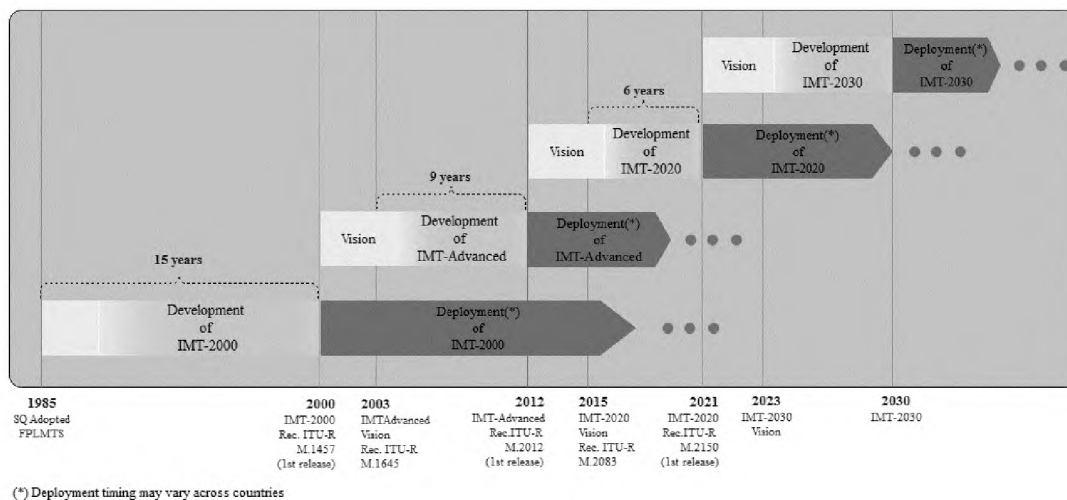 Vision
Development
of
IMT-2030
Deployment(*)
of
IMT-2030
6 years
Vision
Development
of
IMT-2020
Deployment(*)
of
IMT-2020
9 years
Vision
Development
of
IMT-Advanced
Deployment(*)
of
IMT-Advanced
15 years
Development
of
IMT-2000
Deployment(*)
of
IMT-2000
1985
SQ Adopted
FPLMTS
2000
IMT-2000
Rec. ITU-R
M.1457
(1st release)
2003
IMTAdvanced
Vision
Rec. ITU-R
M.1645
2012
IMT-Advanced
Rec.ITU-R
M.2012
(1st release)
2015
IMT-2020
Vision
Rec. ITU-R
M.2083
2021
IMT-2020
Rec.ITU-R
M.2150
(1st release)
2023
IMT-2030
Vision
2030
IMT-2030
(*) Deployment timing may vary across countries